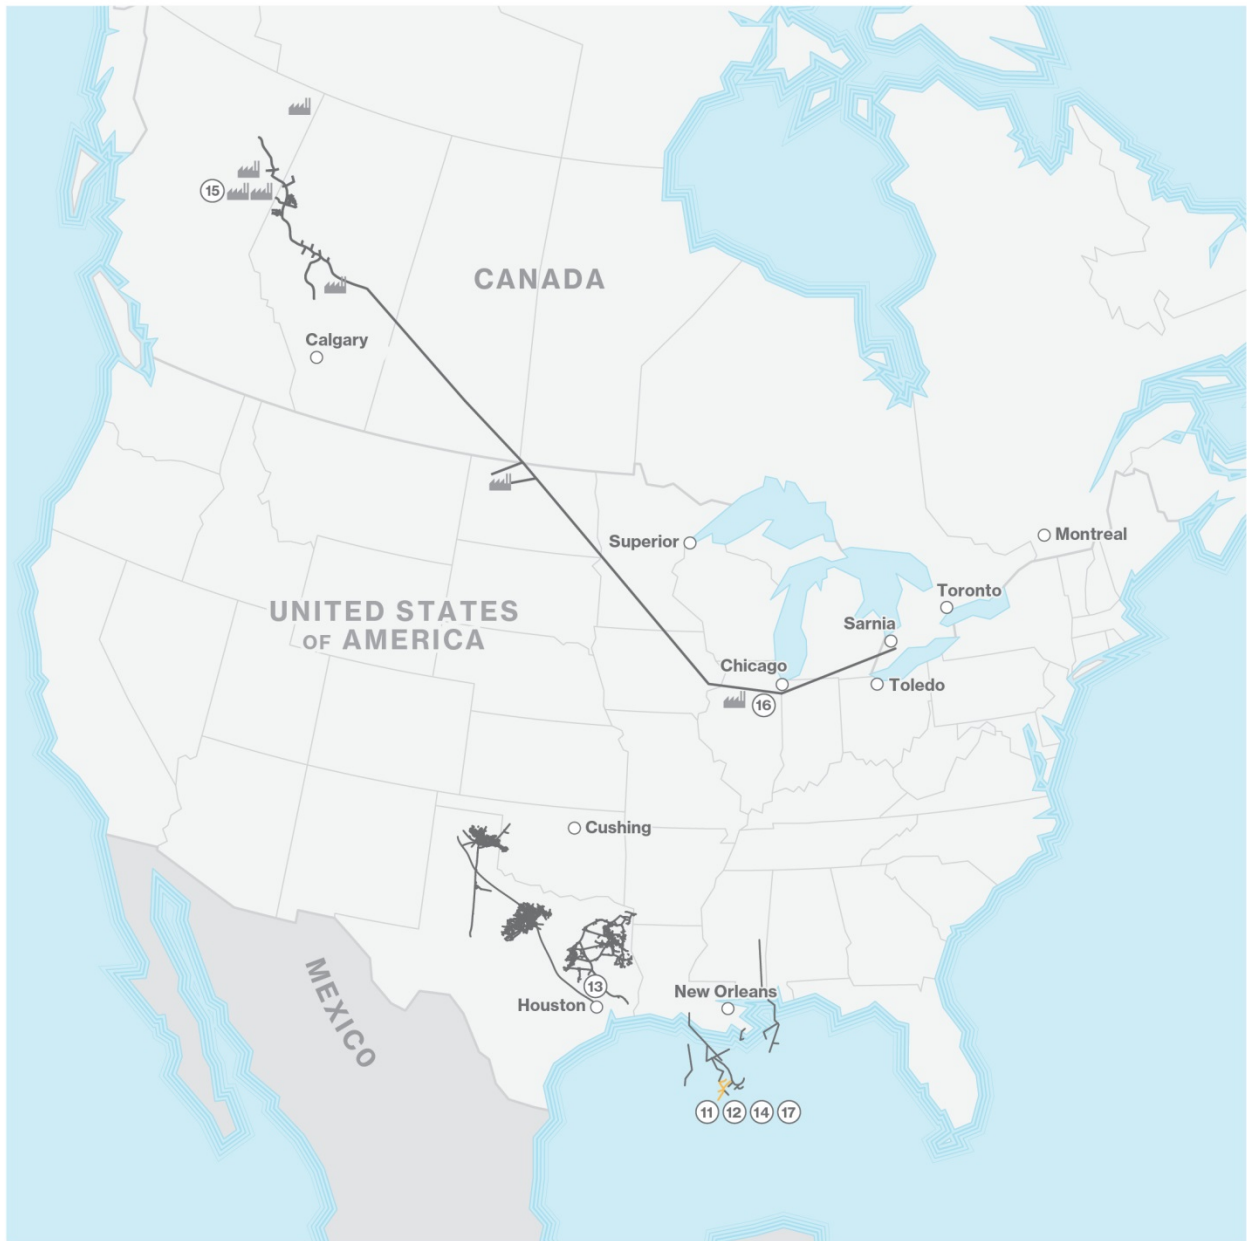 15
CANADA
Calgary
Superior
Montreal
Toronto
UNITED STATES
OF AMERICA
Sarnia
Chicago
Toledo
16
Cushing
MEXICO
13
Houston
New Orleans
11 12 14 17